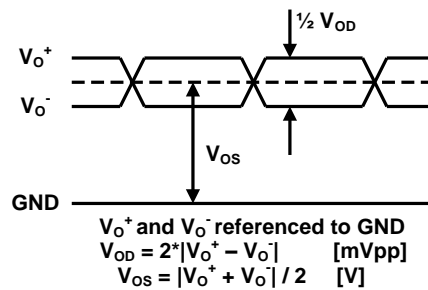 ½ V_OD
V_O⁺
V_O⁻
V_OS
GND
V_O⁺ and V_O⁻ referenced to GND
V_OD = 2*|V_O⁺ – V_O⁻| [mVpp]
V_OS = |V_O⁺ + V_O⁻| / 2 [V]